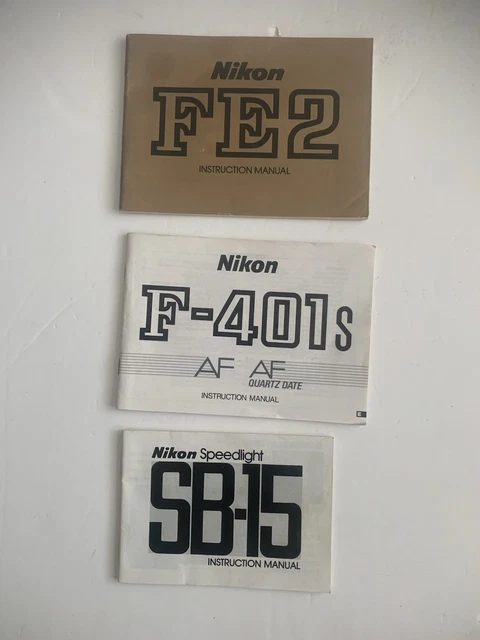 Nikon
FE2
INSTRUCTION MANUAL
Nikon
F-401s
AF AF
QUARTZ DATE
INSTRUCTION MANUAL
E
Nikon Speedlight
SB-15
INSTRUCTION MANUAL